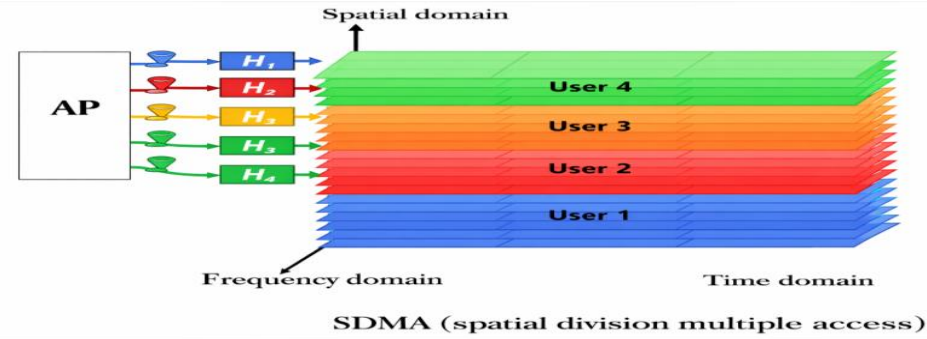 Spatial domain
AP
H₁
H₂
H₃
H₃
H₄
User 4
User 3
User 2
User 1
Frequency domain
Time domain
SDMA (spatial division multiple access)